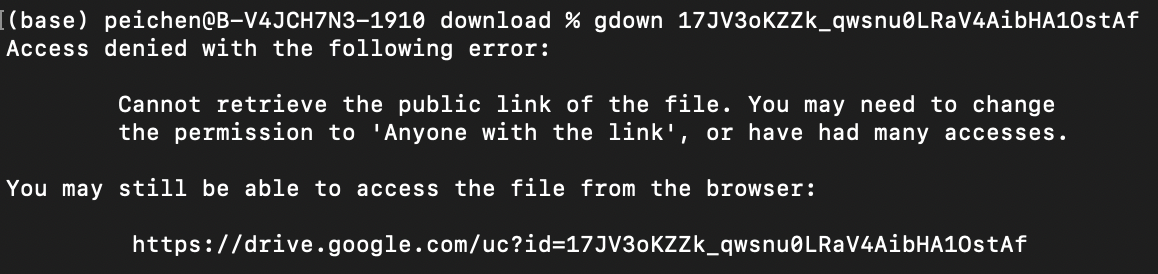 (base) peichen@B-V4JCH7N3-1910 download % gdown 17JV3oKZZk_qwsnu0LRaV4AibHA1OstAf
Access denied with the following error:
Cannot retrieve the public link of the file. You may need to change
the permission to 'Anyone with the link', or have had many accesses.
You may still be able to access the file from the browser:
https://drive.google.com/uc?id=17JV3oKZZk_qwsnu0LRaV4AibHA1OstAf